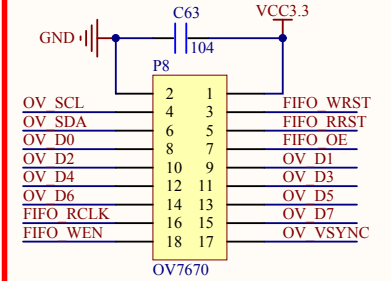 C63
VCC3.3
GND
104
P8
2 1
OV_SCL 4 3 FIFO_WRST
OV_SDA 6 5 FIFO_RRST
OV_D0 8 7 FIFO_OE
OV_D2 10 9 OV_D1
OV_D4 12 11 OV_D3
OV_D6 14 13 OV_D5
FIFO_RCLK 16 15 OV_D7
FIFO_WEN 18 17 OV_VSYNC
OV7670